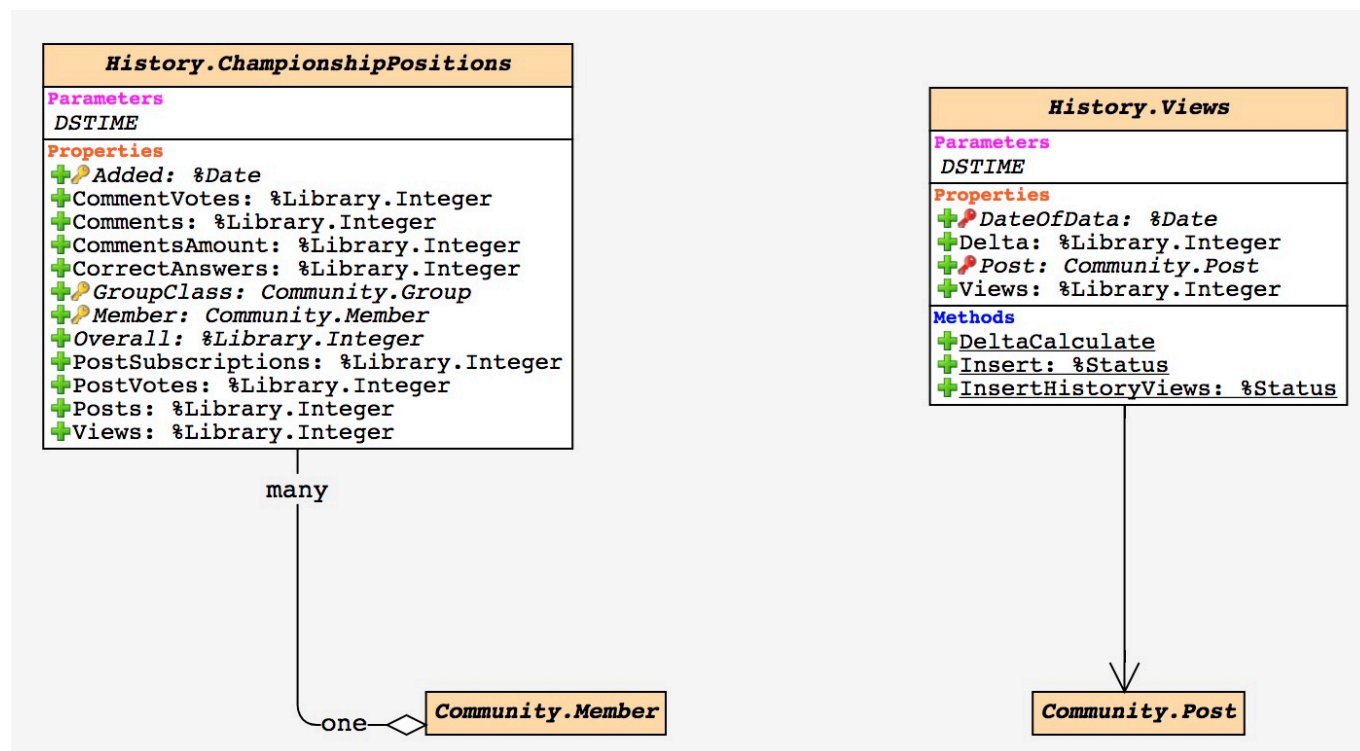 History.ChampionshipPositions
Parameters
DSTIME
Properties
Added: %Date
CommentVotes: %Library.Integer
Comments: %Library.Integer
CommentsAmount: %Library.Integer
CorrectAnswers: %Library.Integer
GroupClass: Community.Group
Member: Community.Member
Overall: %Library.Integer
PostSubscriptions: %Library.Integer
PostVotes: %Library.Integer
Posts: %Library.Integer
Views: %Library.Integer
many
one
Community.Member
History.Views
Parameters
DSTIME
Properties
DateOfData: %Date
Delta: %Library.Integer
Post: Community.Post
Views: %Library.Integer
Methods
DeltaCalculate
Insert: %Status
InsertHistoryViews: %Status
Community.Post